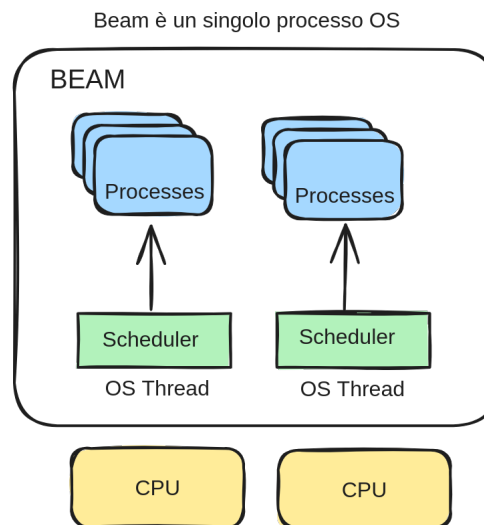 Beam è un singolo processo OS
BEAM
Processes
Processes
Scheduler
Scheduler
OS Thread
OS Thread
CPU
CPU